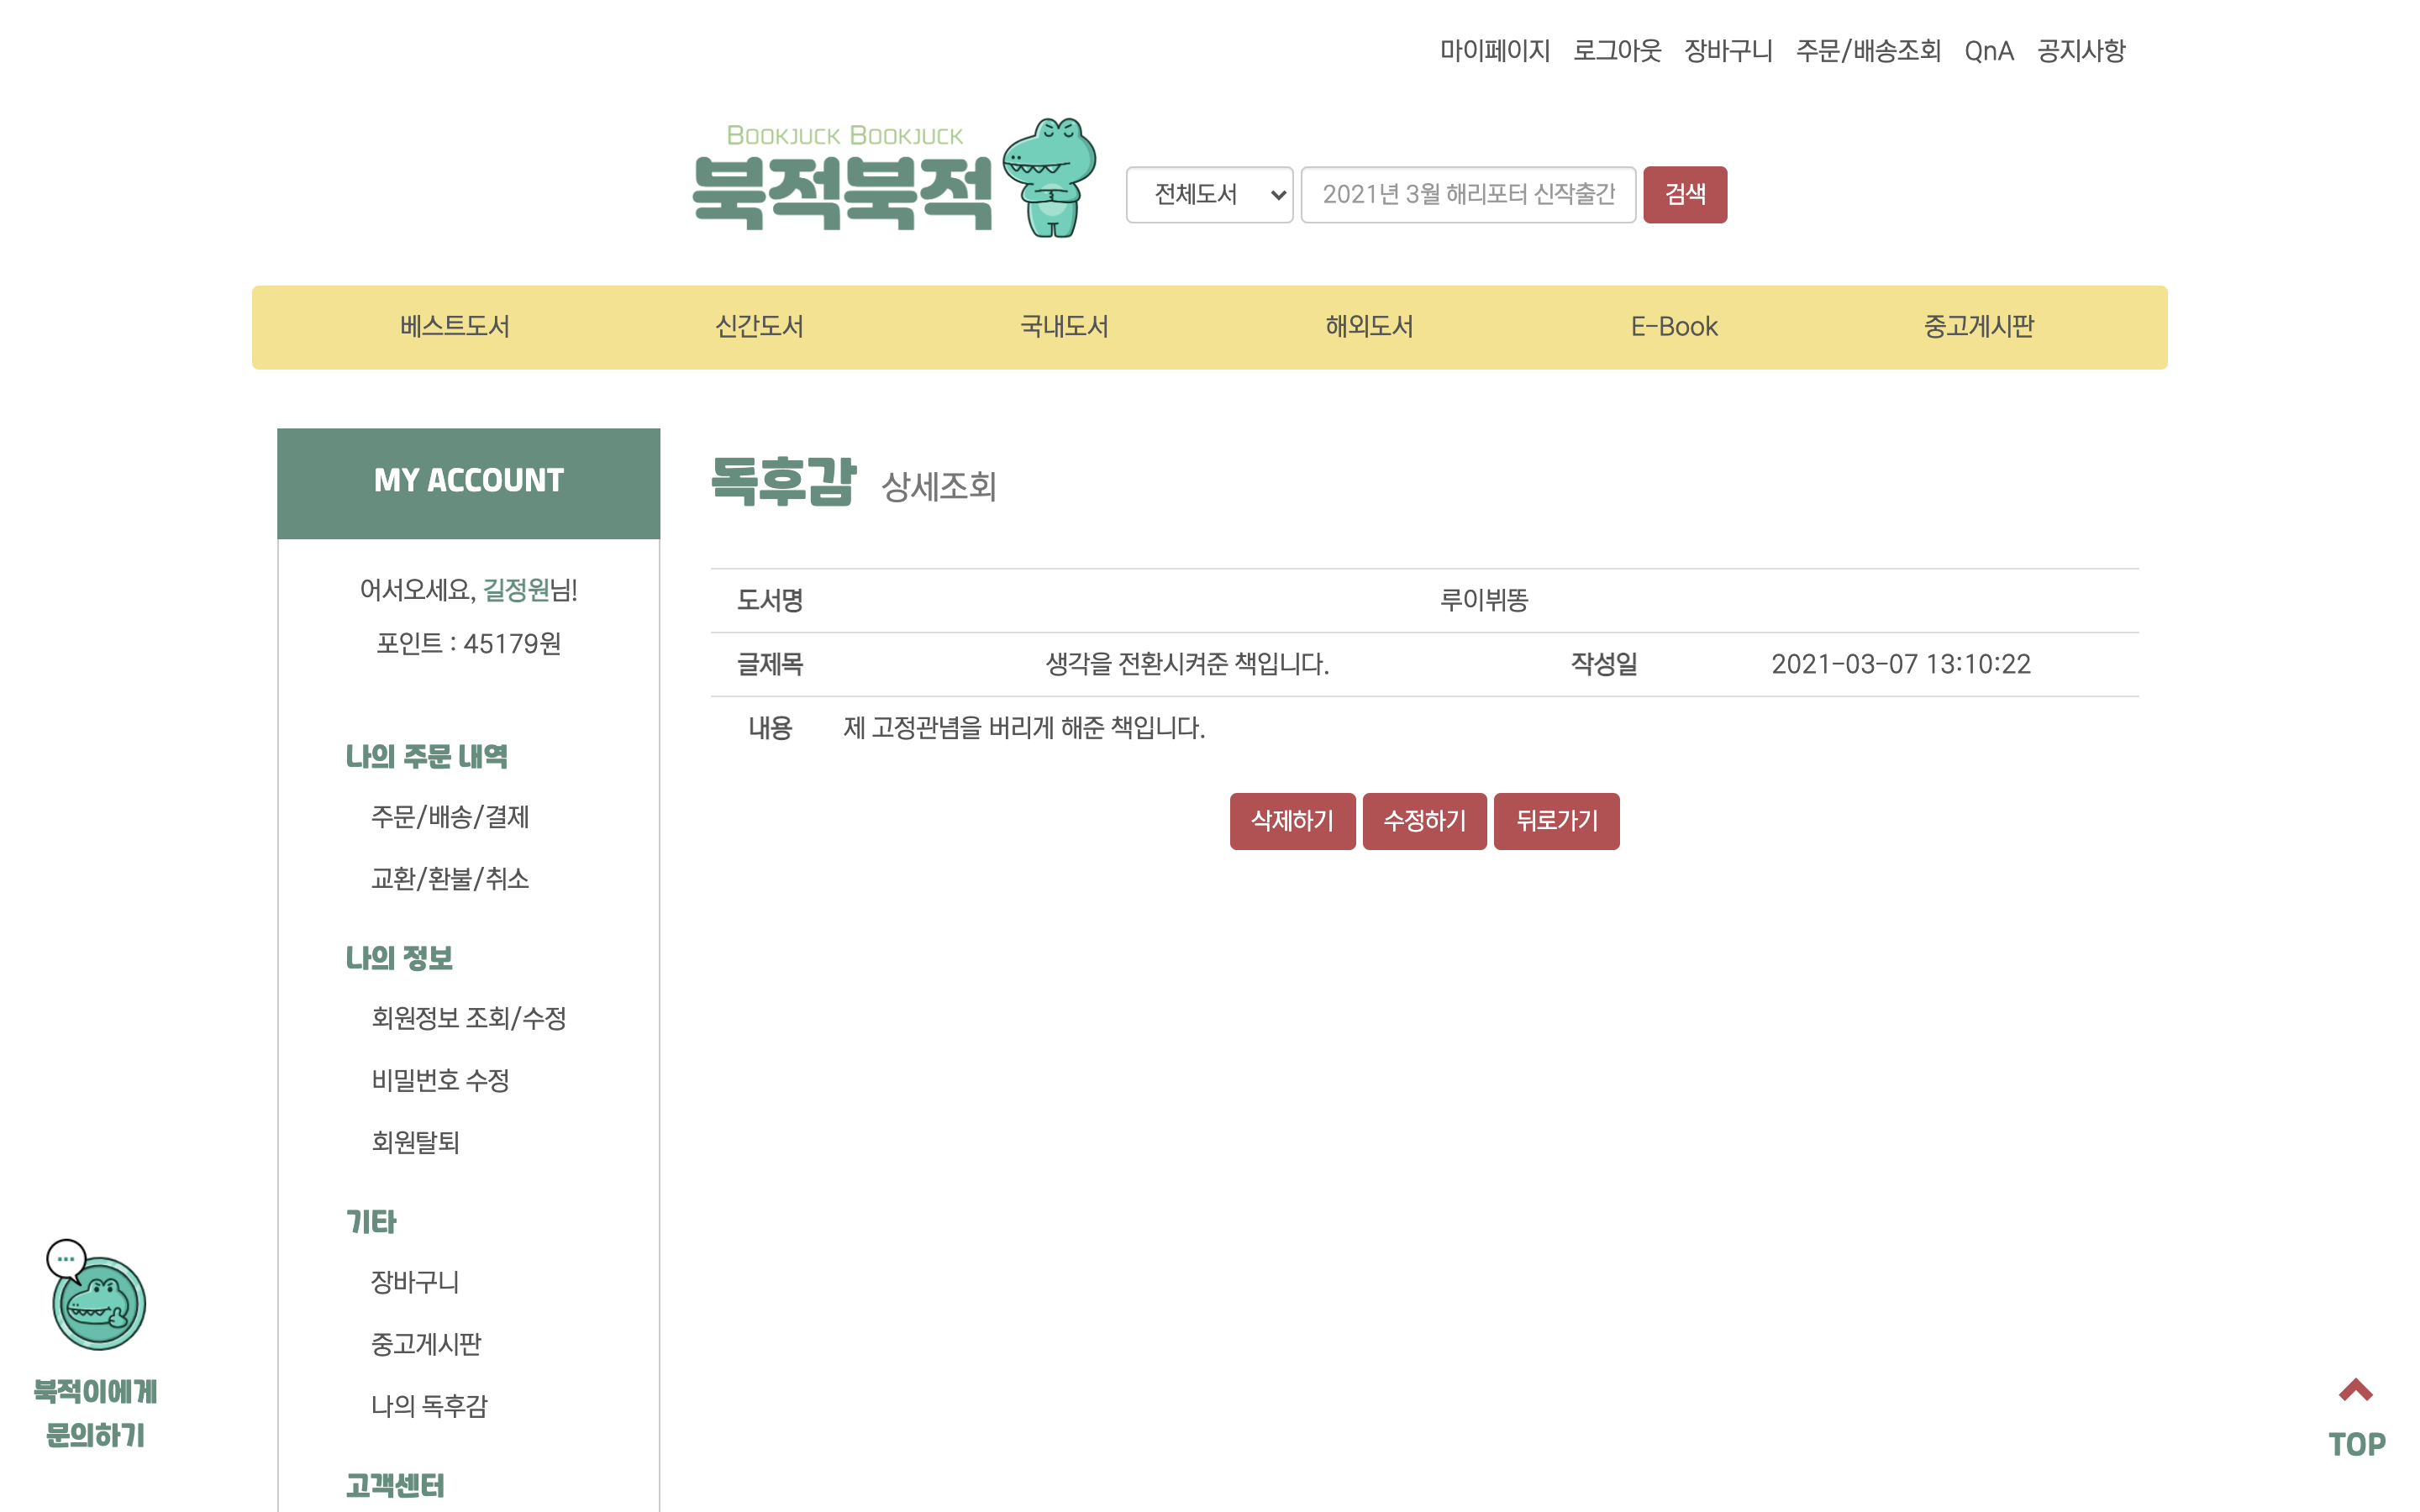 마이페이지 로그아웃 장바구니 주문/배송조회 QnA 공지사항
BOOKJUCK BOOKJUCK
북적북적
전체도서 2021년 3월 해리포터 신작출간 검색
베스트도서 신간도서 국내도서 해외도서 E-Book 중고게시판
MY ACCOUNT
어서오세요, 길정원님!
포인트 : 45179원
나의 주문 내역
주문/배송/결제
교환/환불/취소
나의 정보
회원정보 조회/수정
비밀번호 수정
회원탈퇴
기타
장바구니
중고게시판
나의 독후감
고객센터
독후감 상세조회
도서명 루이뷔똥
글제목 생각을 전환시켜준 책입니다. 작성일 2021-03-07 13:10:22
내용 제 고정관념을 버리게 해준 책입니다.
삭제하기 수정하기 뒤로가기
북적이에게
문의하기
TOP